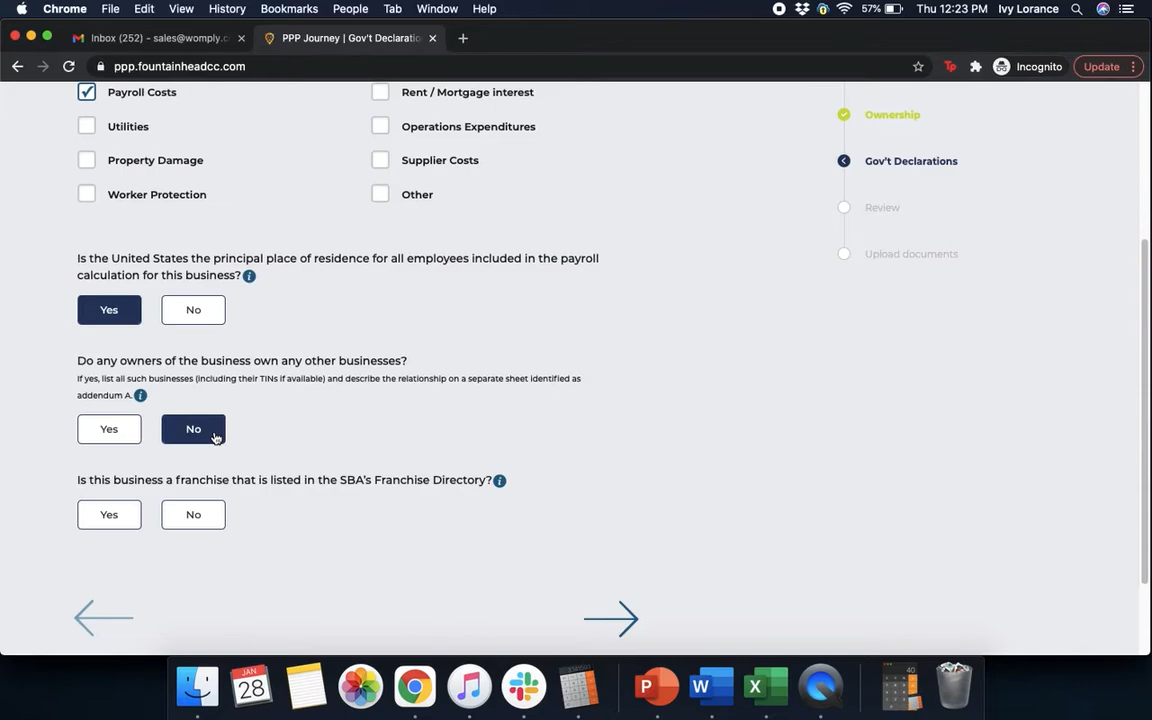 Chrome File Edit View History Bookmarks People Tab Window Help 57% Thu 12:23 PM Ivy Lorance
Inbox (252) - sales@womply.c
PPP Journey | Gov't Declaratio
ppp.fountainheadcc.com
Incognito
Update
Payroll Costs
Rent / Mortgage interest
Utilities
Operations Expenditures
Property Damage
Supplier Costs
Worker Protection
Other
Ownership
Gov't Declarations
Review
Upload documents
Is the United States the principal place of residence for all employees included in the payroll
calculation for this business? i
Yes No
Do any owners of the business own any other businesses?
If yes, list all such businesses (including their TINs if available) and describe the relationship on a separate sheet identified as
addendum A. i
Yes No
Is this business a franchise that is listed in the SBA's Franchise Directory? i
Yes No
JAN
28
P
W
X
40